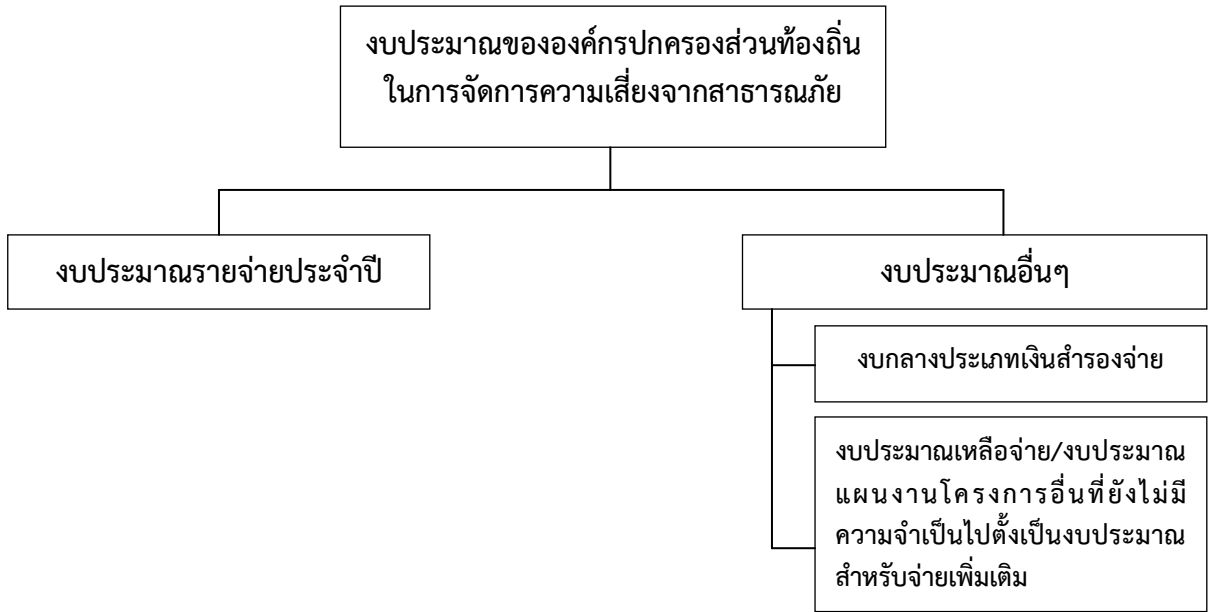 งบประมาณขององค์กรปกครองส่วนท้องถิ่น
ในการจัดการความเสี่ยงจากสาธารณภัย
งบประมาณรายจ่ายประจำปี
งบประมาณอื่นๆ
งบกลางประเภทเงินสำรองจ่าย
งบประมาณเหลือจ่าย/งบประมาณ
แผนงานโครงการอื่นที่ยังไม่มี
ความจำเป็นไปตั้งเป็นงบประมาณ
สำหรับจ่ายเพิ่มเติม